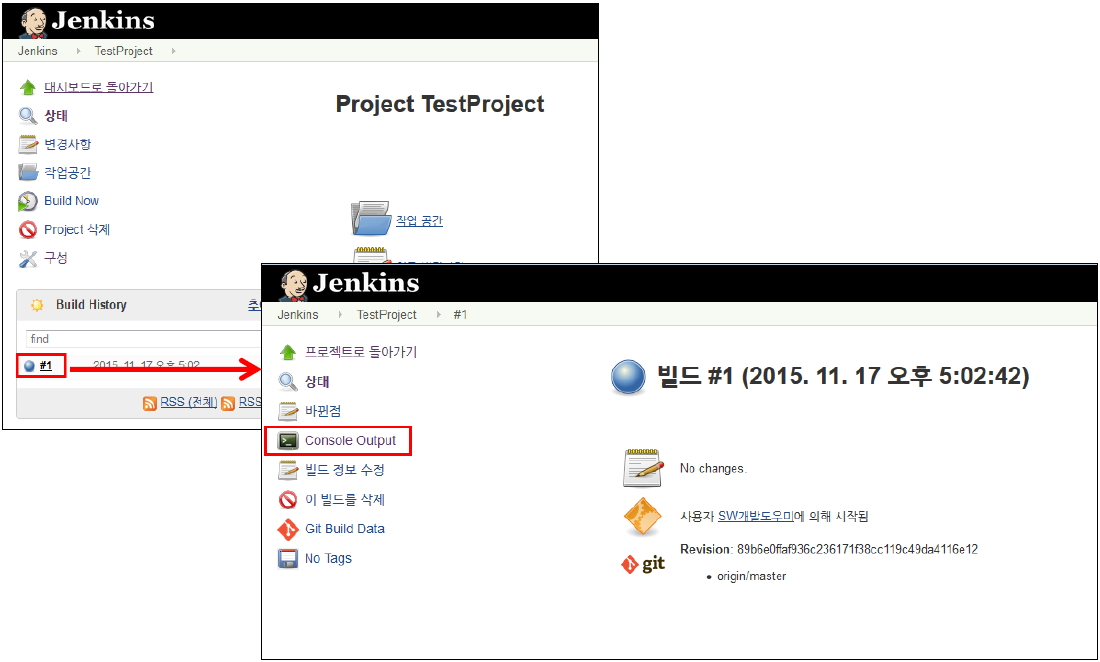 Jenkins
Jenkins TestProject
대시보드로 돌아가기
상태
변경사항
작업공간
Build Now
Project 삭제
구성
Project TestProject
작업 공간
Build History
find
#1 2015. 11. 17 오후 5:02
RSS (전체) RSS
Jenkins
Jenkins TestProject #1
프로젝트로 돌아가기
상태
바뀐점
Console Output
빌드 정보 수정
이 빌드를 삭제
Git Build Data
No Tags
빌드 #1 (2015. 11. 17 오후 5:02:42)
No changes.
사용자 SW개발도우미에 의해 시작됨
git
Revision: 89b6e0ffaf936c236171f38cc119c49da4116e12
• origin/master